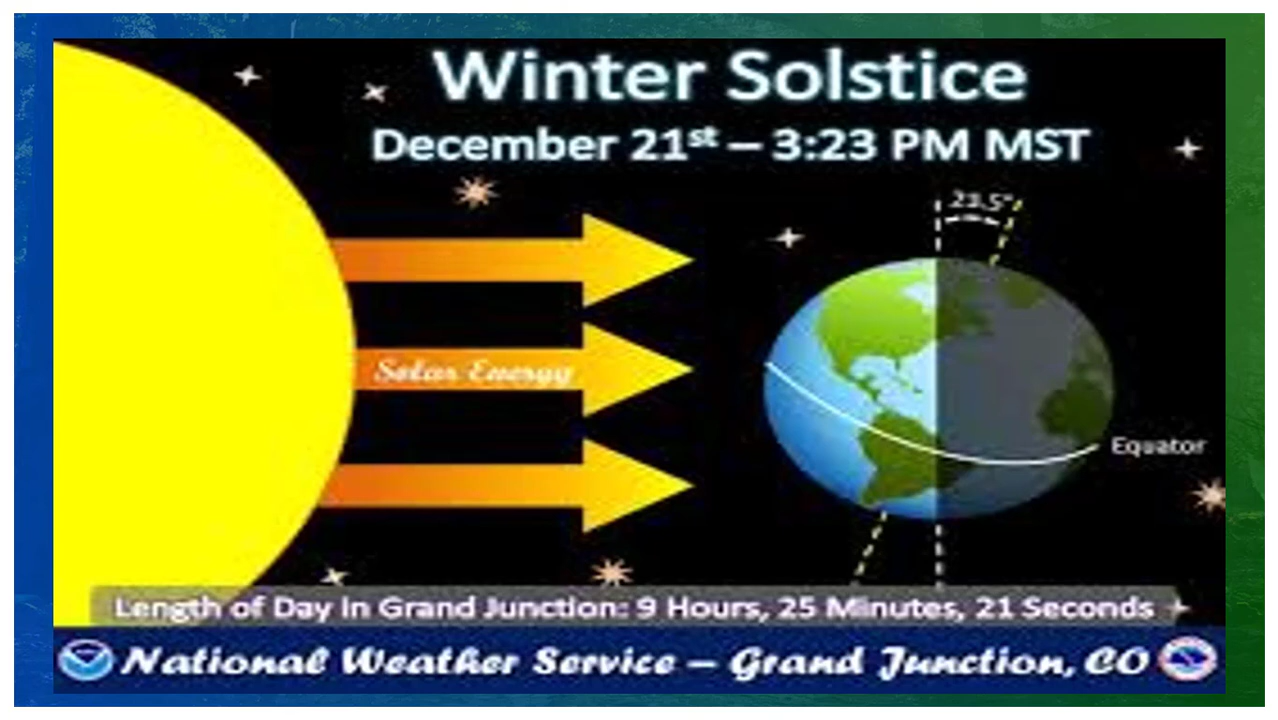 Winter Solstice
December 21st – 3:23 PM MST
23.5°
Solar Energy
Equator
Length of Day in Grand Junction: 9 Hours, 25 Minutes, 21 Seconds
National Weather Service – Grand Junction, CO